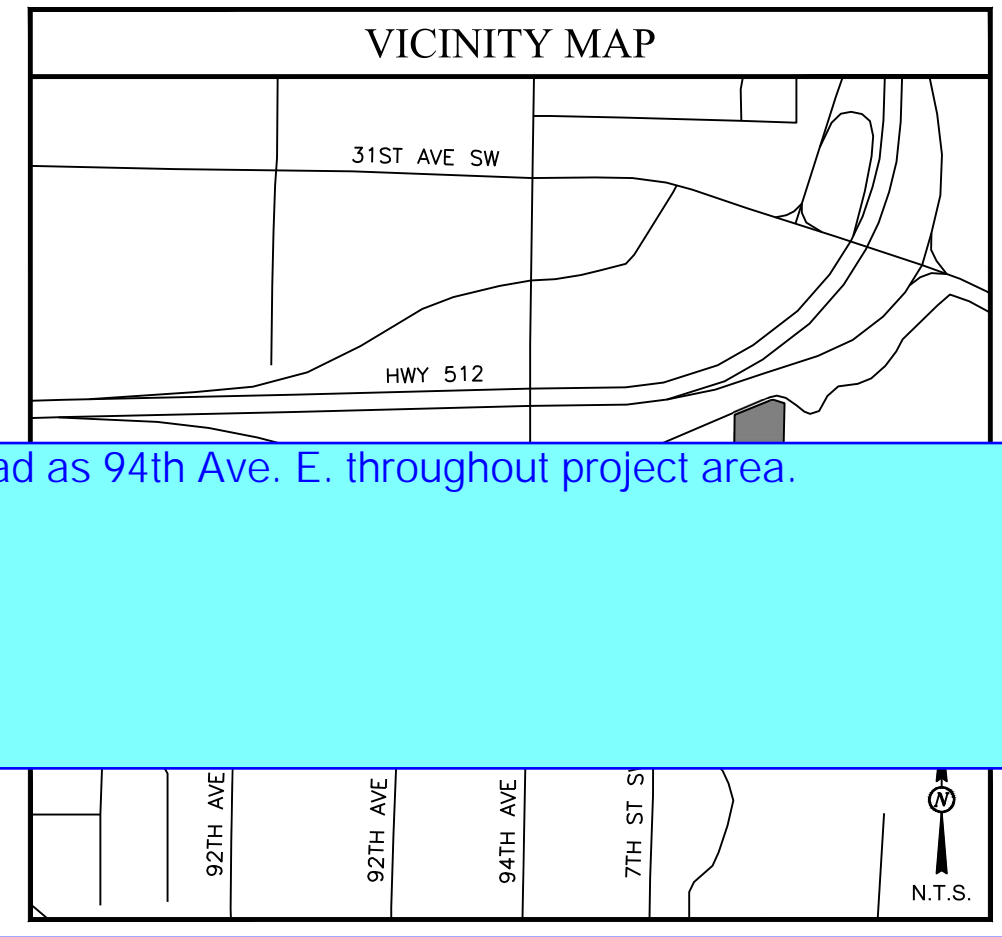 VICINITY MAP
31ST AVE SW
HWY 512
as 94th Ave. E. throughout project area.
92TH AVE
92TH AVE
94TH AVE
7TH ST
N
N.T.S.